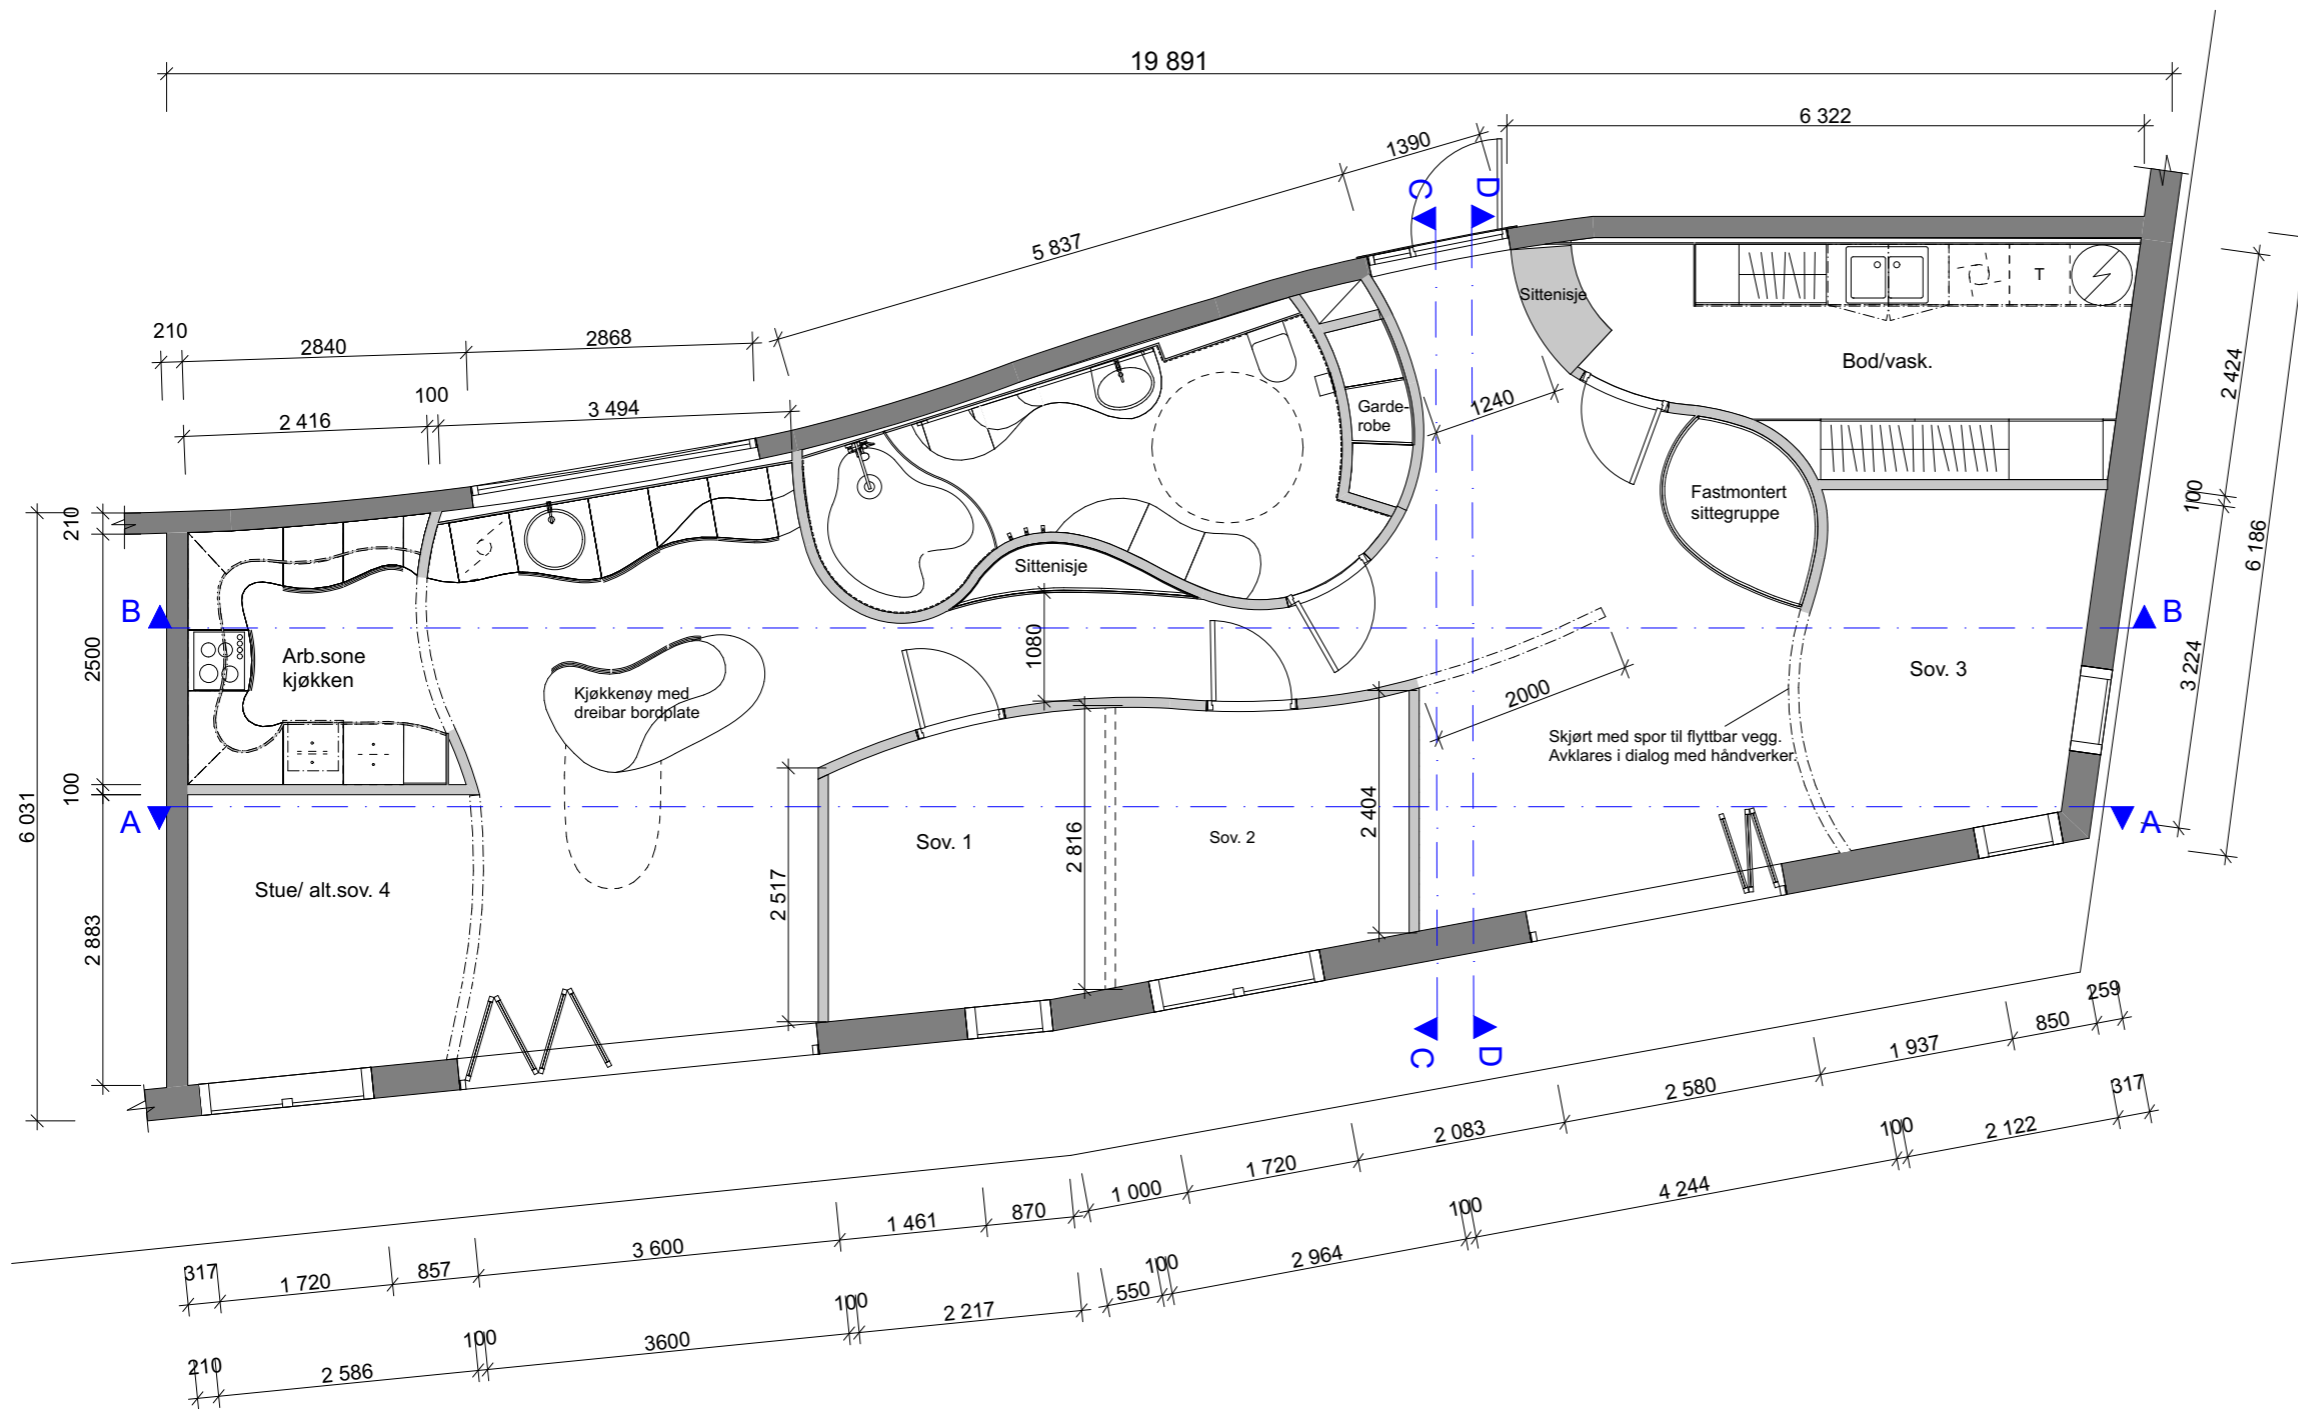 19 891
6 322
1390
C
D
5 837
210
2840
2868
2 416
100
3 494
Sittenisje
T
Bod/vask.
2 424
1240
Garde-
robe
Fastmontert
sittegruppe
100
6 186
210
Sittenisje
B
B
2500
Arb.sone
kjøkken
1080
Kjøkkenøy med
dreibar bordplate
Sov. 3
3 224
2000
Skjørt med spor til flyttbar vegg.
Avklares i dialog med håndverker.
100
6 031
A
A
2 404
Sov. 1
2 816
Sov. 2
2 517
Stue/ alt.sov. 4
2 883
C
D
259
850
1 937
2 580
2 083
1 720
1 000
870
1 461
3 600
857
1 720
317
317
2 122
100
4 244
100
2 964
100
550
2 217
100
3600
100
2 586
210